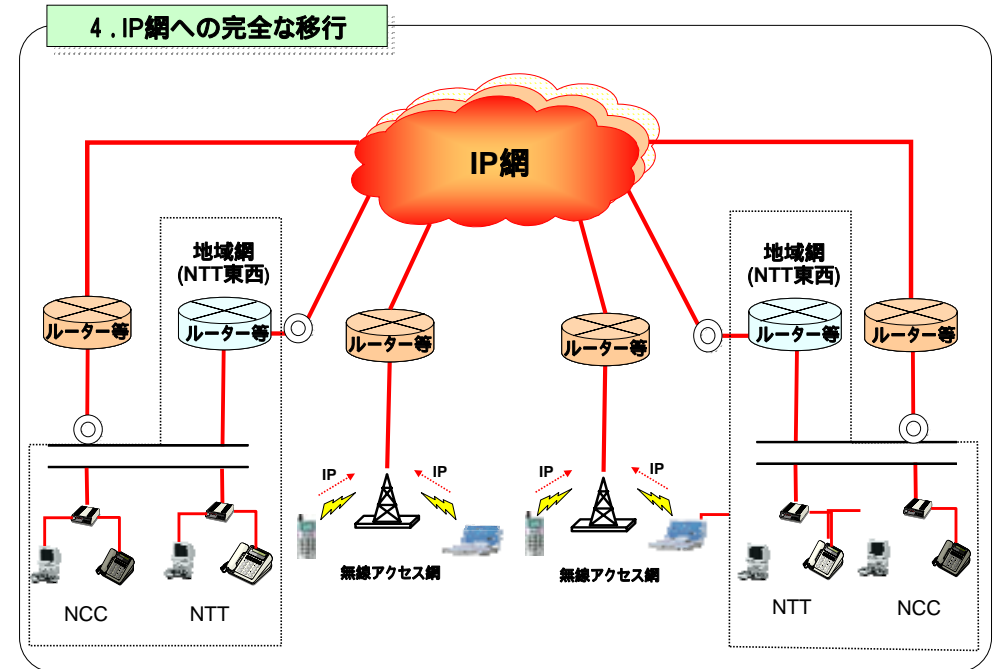 4．IP網への完全な移行
IP網
地域網
(NTT東西)
地域網
(NTT東西)
ルーター等
ルーター等
ルーター等
ルーター等
ルーター等
ルーター等
IP
IP
IP
IP
無線アクセス網
無線アクセス網
NCC
NTT
NTT
NCC